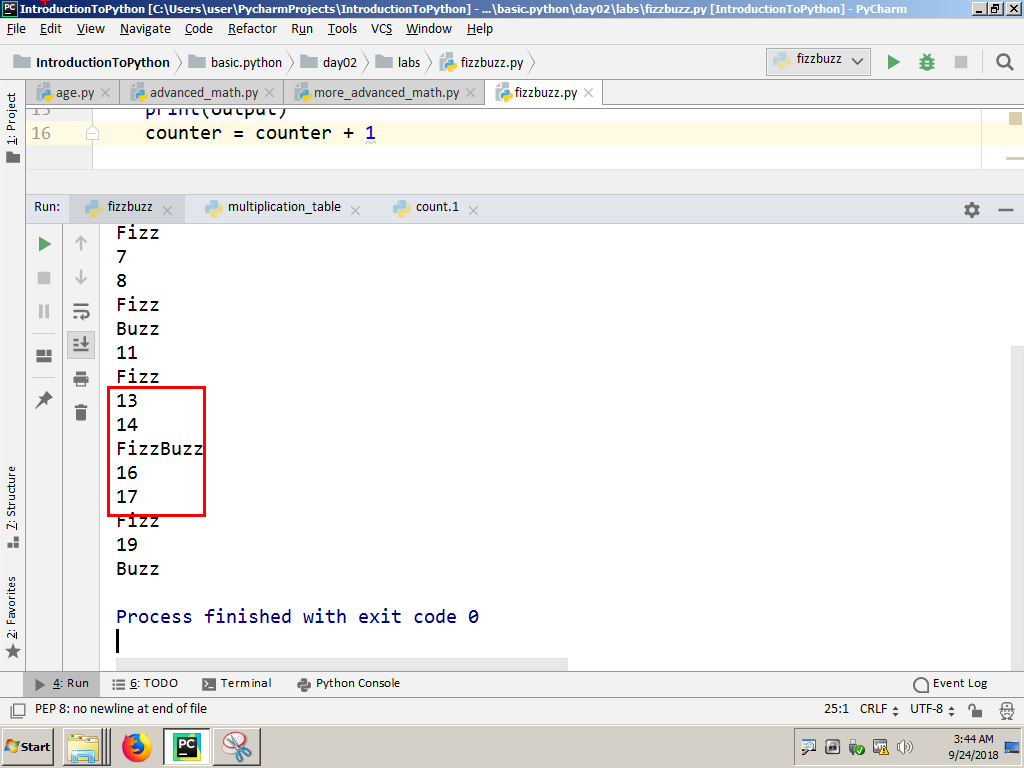 IntroductionToPython [C:\Users\user\PycharmProjects\IntroductionToPython] - ...\basic.python\day02\labs\fizzbuzz.py [IntroductionToPython] - PyCharm
File Edit View Navigate Code Refactor Run Tools VCS Window Help
IntroductionToPython basic.python day02 labs fizzbuzz.py fizzbuzz
age.py advanced_math.py more_advanced_math.py fizzbuzz.py
15 print(output)
16 counter = counter + 1
Run: fizzbuzz multiplication_table count.1
Fizz
7
8
Fizz
Buzz
11
Fizz
13
14
FizzBuzz
16
17
Fizz
19
Buzz
Process finished with exit code 0
1: Project
7: Structure
2: Favorites
4: Run 6: TODO Terminal Python Console Event Log
PEP 8: no newline at end of file 25:1 CRLF UTF-8
Start PC 3:44 AM
9/24/2018